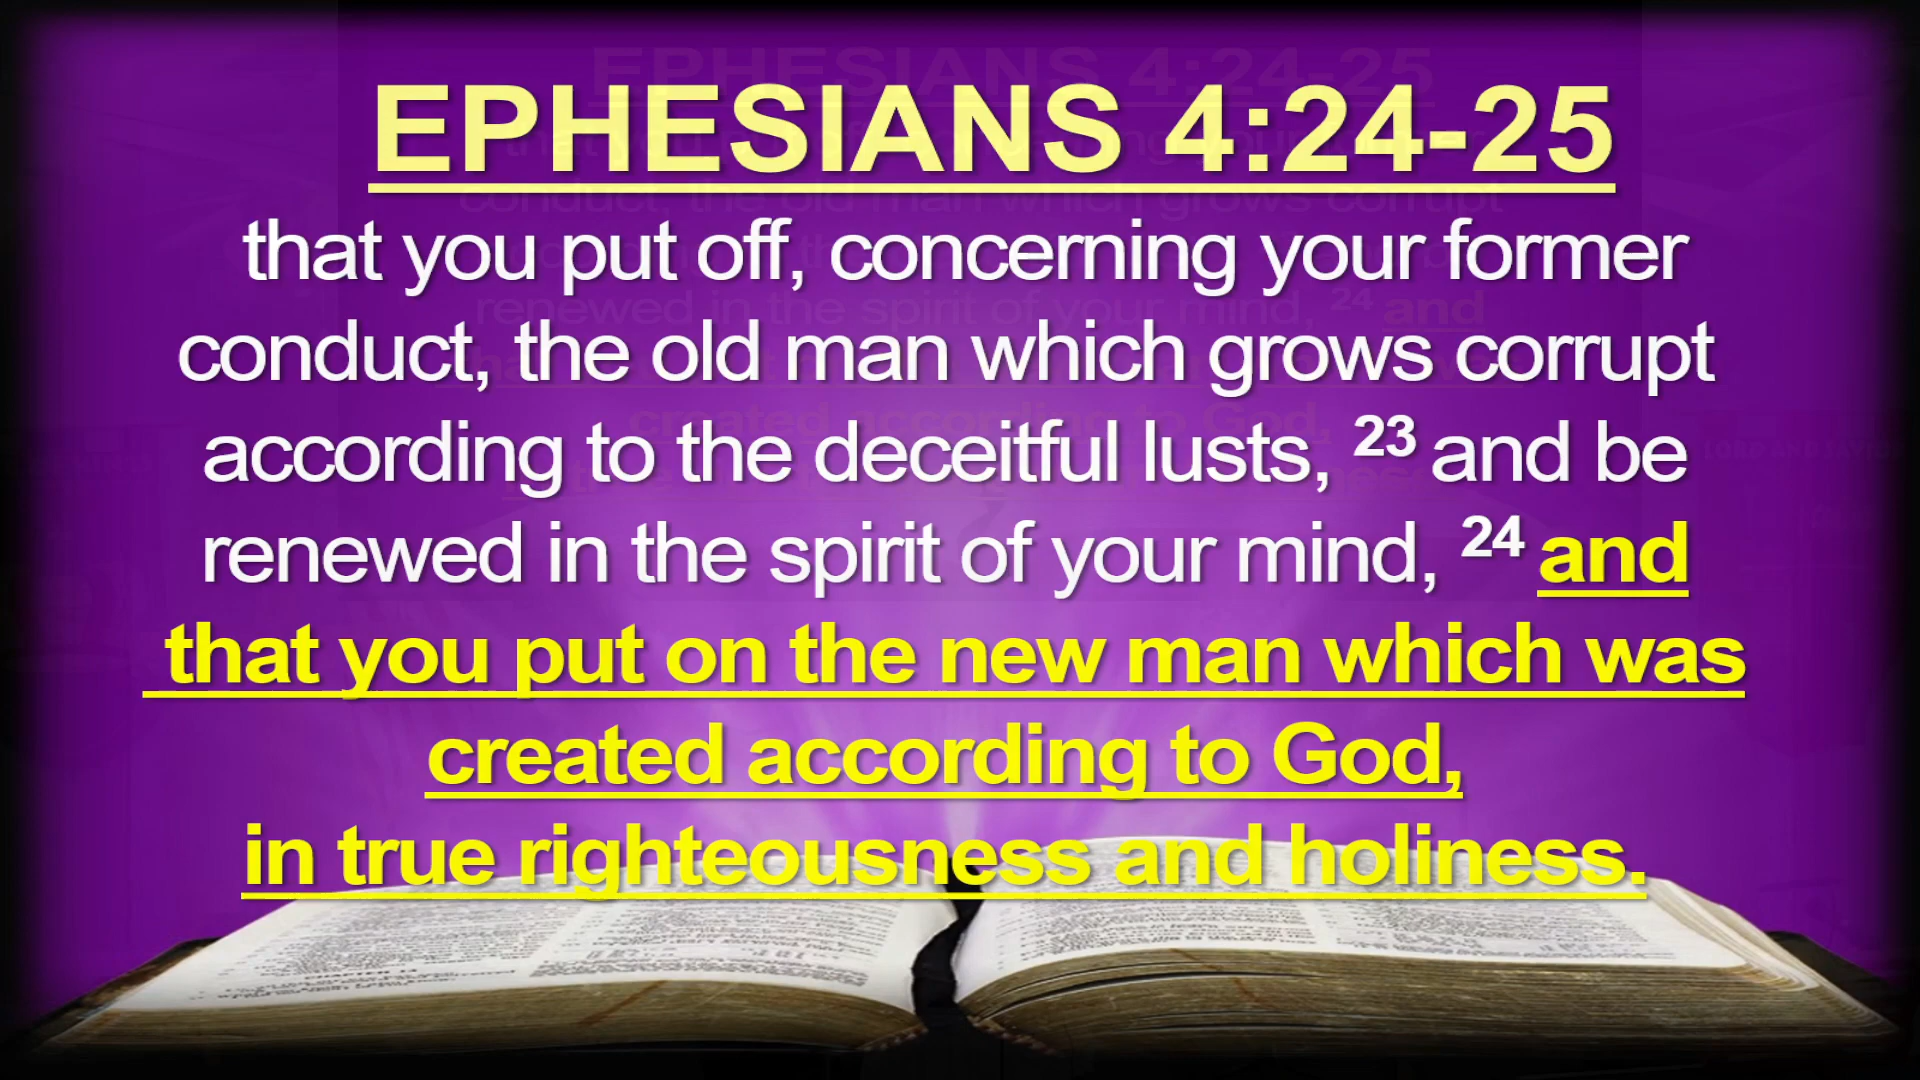 EPHESIANS 4:24-25
that you put off, concerning your former
conduct, the old man which grows corrupt
according to the deceitful lusts, 23 and be
renewed in the spirit of your mind, 24 and
that you put on the new man which was
created according to God,
in true righteousness and holiness.